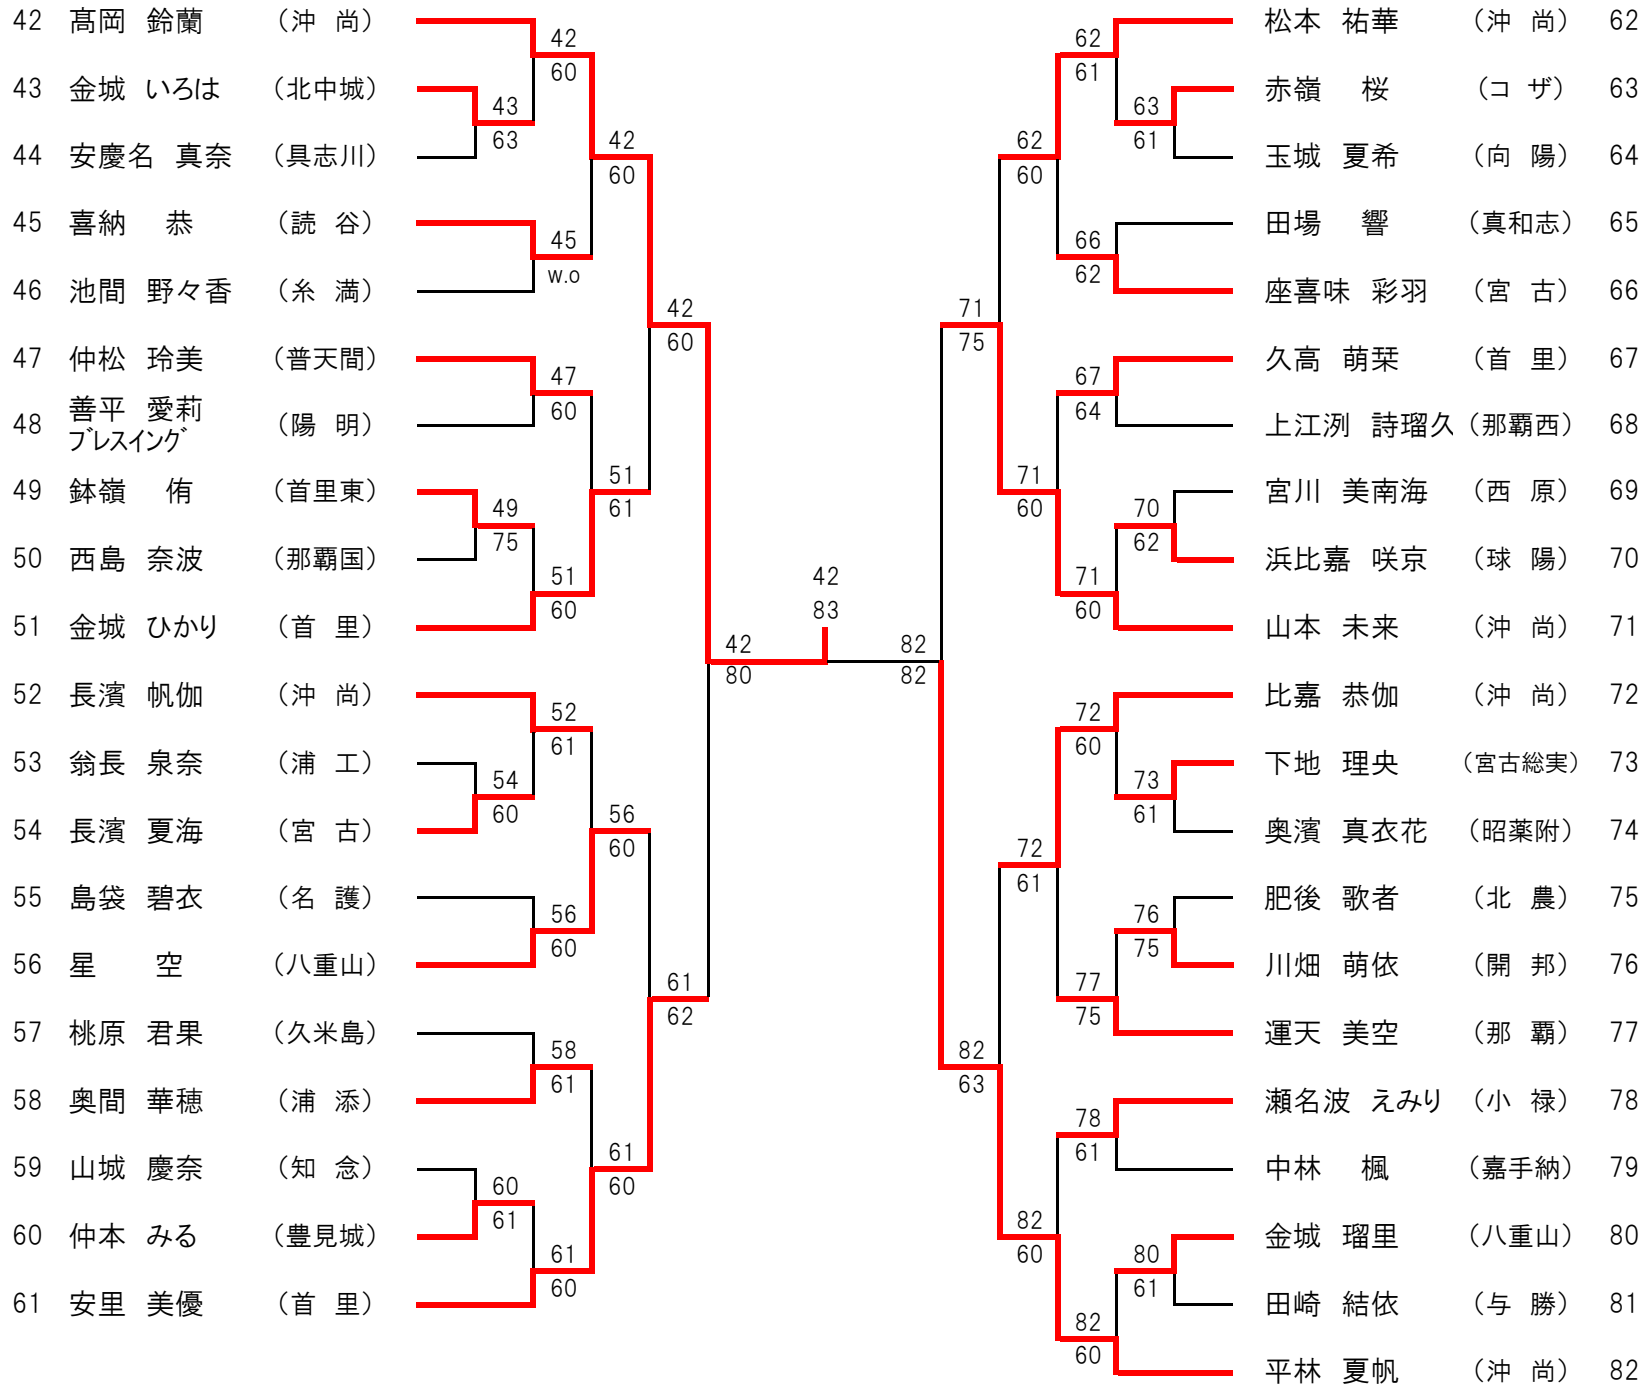 42 髙岡 鈴蘭 （沖 尚）
43 金城 いろは （北中城）
44 安慶名 真奈 （具志川）
45 喜納 恭 （読 谷）
46 池間 野々香 （糸 満）
47 仲松 玲美 （普天間）
48 善平 愛莉 ブレスイング （陽 明）
49 鉢嶺 侑 （首里東）
50 西島 奈波 （那覇国）
51 金城 ひかり （首 里）
52 長濱 帆伽 （沖 尚）
53 翁長 泉奈 （浦 工）
54 長濱 夏海 （宮 古）
55 島袋 碧衣 （名 護）
56 星 空 （八重山）
57 桃原 君果 （久米島）
58 奥間 華穂 （浦 添）
59 山城 慶奈 （知 念）
60 仲本 みる （豊見城）
61 安里 美優 （首 里）
43
63
49
75
54
60
60
61
42
60
45
w.o
47
60
51
60
52
61
56
60
58
61
61
60
42
60
51
61
56
60
61
60
42
60
61
62
42
80
42
83
82
82
71
75
82
63
62
60
71
60
72
61
82
60
62
61
66
62
67
64
71
60
72
60
77
75
78
61
82
60
63
61
70
62
73
61
76
75
80
61
松本 祐華 （沖 尚） 62
赤嶺 桜 （コ ザ） 63
玉城 夏希 （向 陽） 64
田場 響 （真和志） 65
座喜味 彩羽 （宮 古） 66
久高 萌栞 （首 里） 67
上江洌 詩瑠久 （那覇西） 68
宮川 美南海 （西 原） 69
浜比嘉 咲京 （球 陽） 70
山本 未来 （沖 尚） 71
比嘉 恭伽 （沖 尚） 72
下地 理央 （宮古総実） 73
奥濱 真衣花 （昭薬附） 74
肥後 歌者 （北 農） 75
川畑 萌依 （開 邦） 76
運天 美空 （那 覇） 77
瀬名波 えみり （小 禄） 78
中林 楓 （嘉手納） 79
金城 瑠里 （八重山） 80
田崎 結依 （与 勝） 81
平林 夏帆 （沖 尚） 82